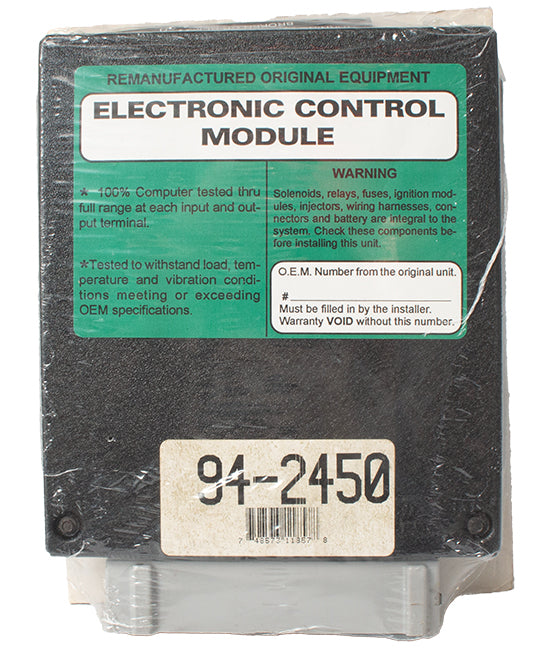 REMANUFACTURED ORIGINAL EQUIPMENT
ELECTRONIC CONTROL
MODULE
* 100% Computer tested thru
full range at each input and out-
put terminal.
*Tested to withstand load, tem-
perature and vibration condi-
tions meeting or exceeding
OEM specifications.
WARNING
Solenoids, relays, fuses, ignition mod-
ules, injectors, wiring harnesses, con-
nectors and battery are integral to the
system. Check these components be-
fore installing this unit.
O.E.M. Number from the original unit.
#
Must be filled in by the installer.
Warranty VOID without this number.
94-2450